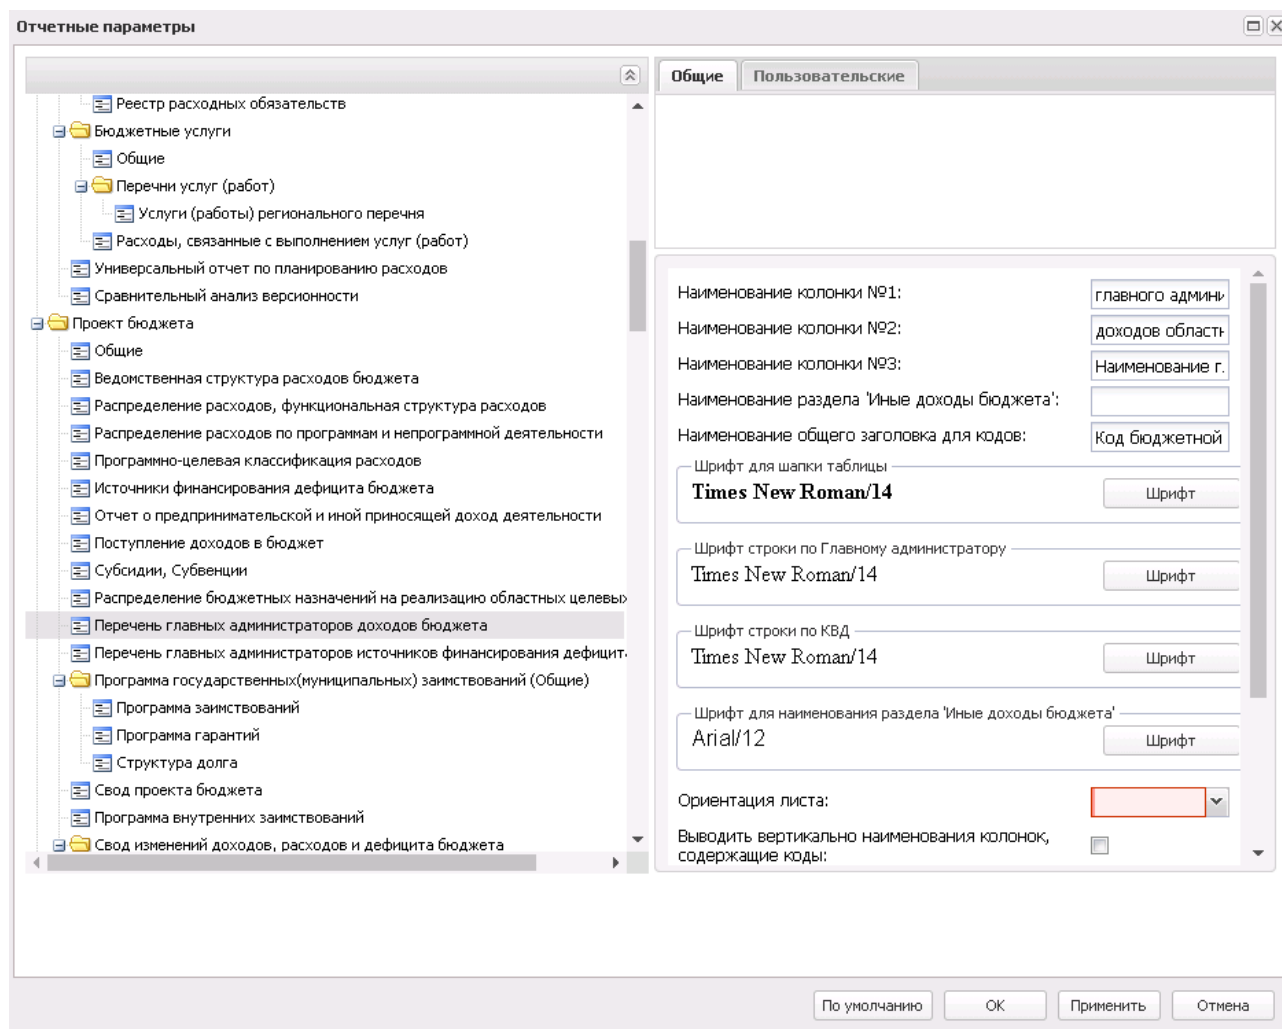 Отчетные параметры
Реестр расходных обязательств
Бюджетные услуги
Общие
Перечни услуг (работ)
Услуги (работы) регионального перечня
Расходы, связанные с выполнением услуг (работ)
Универсальный отчет по планированию расходов
Сравнительный анализ версионности
Проект бюджета
Общие
Ведомственная структура расходов бюджета
Распределение расходов, функциональная структура расходов
Распределение расходов по программам и непрограммной деятельности
Программно-целевая классификация расходов
Источники финансирования дефицита бюджета
Отчет о предпринимательской и иной приносящей доход деятельности
Поступление доходов в бюджет
Субсидии, Субвенции
Распределение бюджетных назначений на реализацию областных целевых
Перечень главных администраторов доходов бюджета
Перечень главных администраторов источников финансирования дефицита
Программа государственных(муниципальных) заимствований (Общие)
Программа заимствований
Программа гарантий
Структура долга
Свод проекта бюджета
Программа внутренних заимствований
Свод изменений доходов, расходов и дефицита бюджета
Общие
Пользовательские
Наименование колонки №1: главного админи
Наименование колонки №2: доходов област
Наименование колонки №3: Наименование г.
Наименование раздела 'Иные доходы бюджета':
Наименование общего заголовка для кодов: Код бюджетной
Шрифт для шапки таблицы
Times New Roman/14 Шрифт
Шрифт строки по Главному администратору
Times New Roman/14 Шрифт
Шрифт строки по КВД
Times New Roman/14 Шрифт
Шрифт для наименования раздела 'Иные доходы бюджета'
Arial/12 Шрифт
Ориентация листа:
Выводить вертикально наименования колонок,
содержащие коды:
По умолчанию ОК Применить Отмена